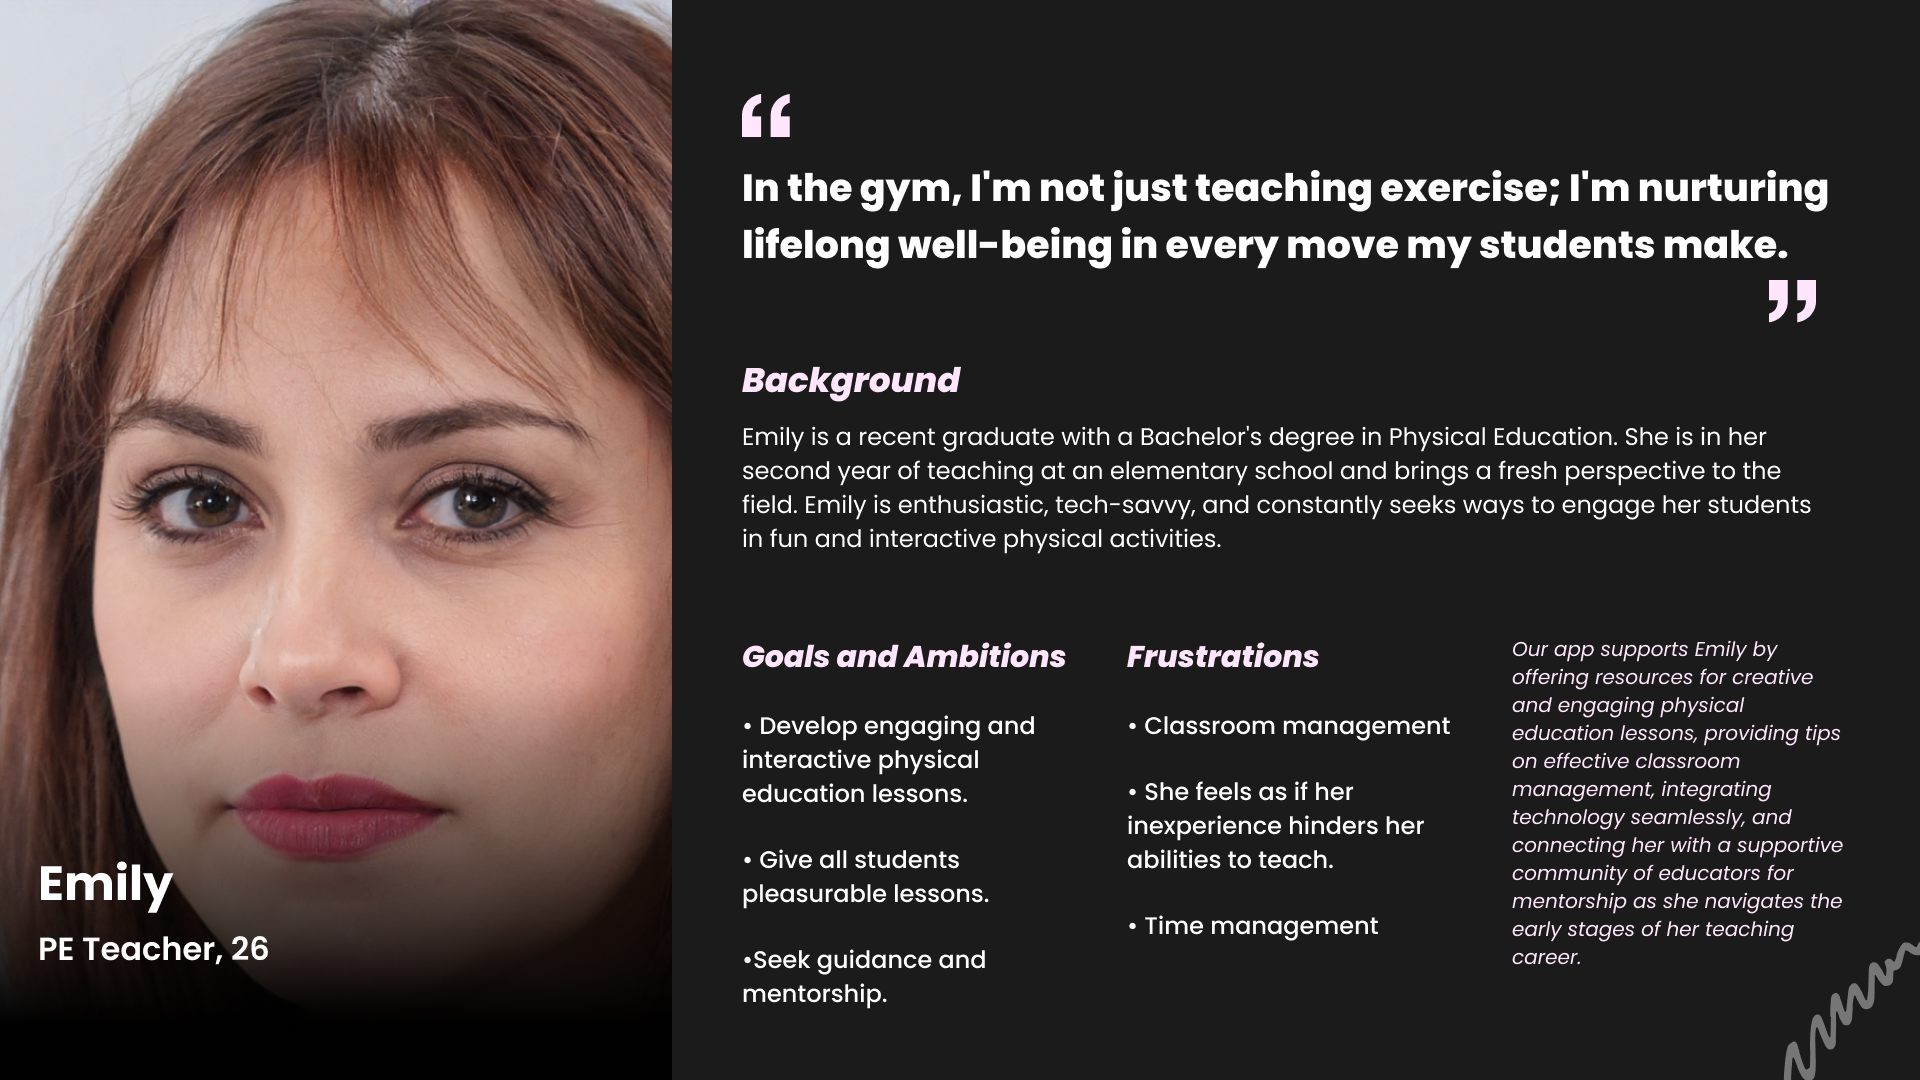 “
In the gym, I'm not just teaching exercise; I'm nurturing
lifelong well-being in every move my students make.
”
Background
Emily is a recent graduate with a Bachelor's degree in Physical Education. She is in her
second year of teaching at an elementary school and brings a fresh perspective to the
field. Emily is enthusiastic, tech-savvy, and constantly seeks ways to engage her students
in fun and interactive physical activities.
Goals and Ambitions
• Develop engaging and
interactive physical
education lessons.
• Give all students
pleasurable lessons.
•Seek guidance and
mentorship.
Frustrations
• Classroom management
• She feels as if her
inexperience hinders her
abilities to teach.
• Time management
Our app supports Emily by
offering resources for creative
and engaging physical
education lessons, providing tips
on effective classroom
management, integrating
technology seamlessly, and
connecting her with a supportive
community of educators for
mentorship as she navigates the
early stages of her teaching
career.
Emily
PE Teacher, 26